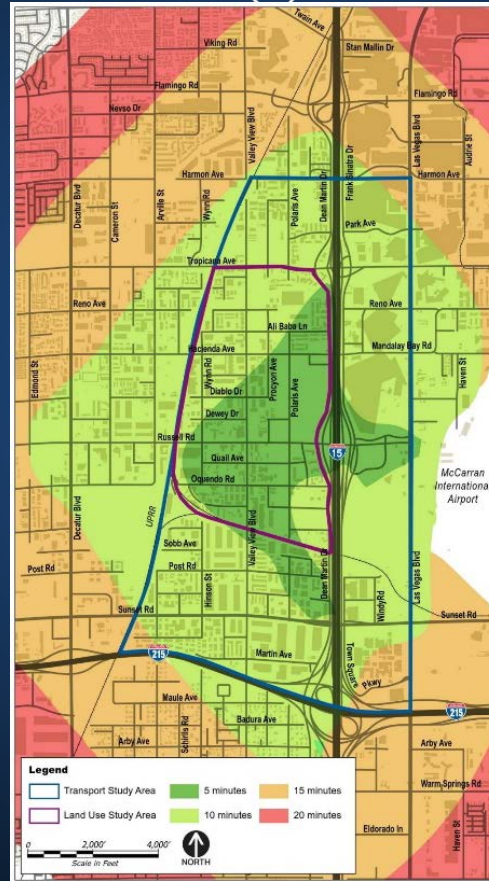 Twain Ave
Viking Rd
Stan Mallin Dr
Flamingo Rd
Flamingo Rd
Nevso Dr
Valley View Blvd
Dean Martin Dr
Frank Sinatra Dr
Las Vegas Blvd
Audrie St
Harmon Ave
Harmon Ave
Decatur Blvd
Cameron St
Arville St
Wynn Rd
Polaris Ave
Park Ave
Tropicana Ave
Reno Ave
Reno Ave
Ali Baba Ln
Hacienda Ave
Mandalay Bay Rd
Edmond St
Wynn Rd
Procyon Ave
Polaris Ave
Haven St
Diablo Dr
Dewey Dr
Russell Rd
15
Quail Ave
McCarran
International
Airport
Oquendo Rd
Decatur Blvd
UPRR
Valley View Blvd
Sobb Ave
Post Rd
Post Rd
Hinson St
Dean Martin Dr
Las Vegas Blvd
Windy Rd
Sunset Rd
Sunset Rd
215
Martin Ave
Town Square
Pkwy
Maule Ave
215
Schirlls Rd
Badura Ave
Arby Ave
Arby Ave
Legend
Transport Study Area
5 minutes
15 minutes
Land Use Study Area
10 minutes
20 minutes
Warm Springs Rd
Haven St
Eldorado ln
0 2,000' 4,000'
Scale in Feet
NORTH